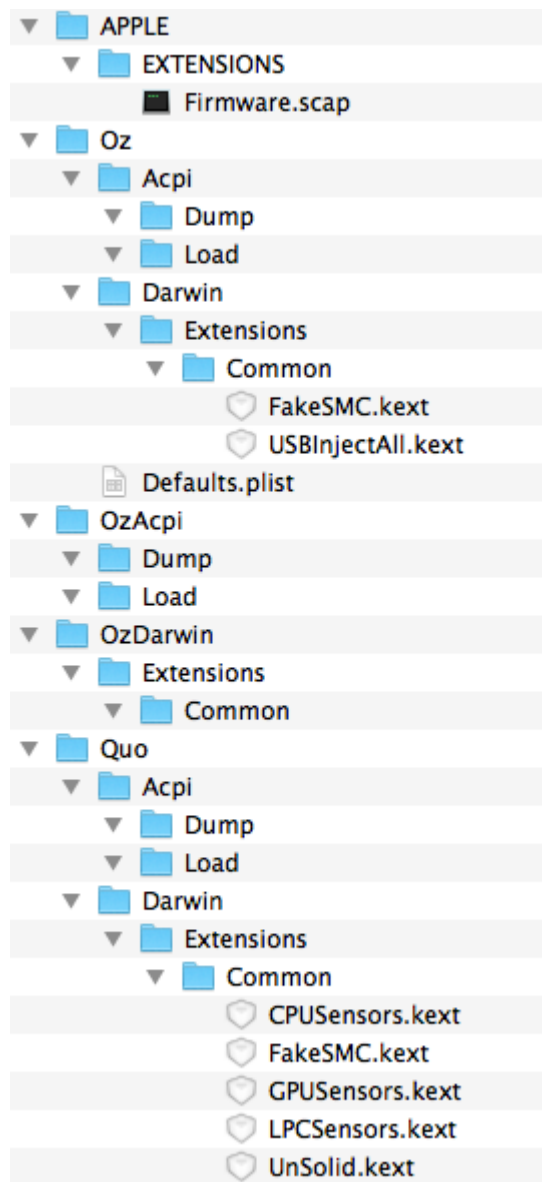 APPLE
EXTENSIONS
Firmware.scap
Oz
Acpi
Dump
Load
Darwin
Extensions
Common
FakeSMC.kext
USBInjectAll.kext
Defaults.plist
OzAcpi
Dump
Load
OzDarwin
Extensions
Common
Quo
Acpi
Dump
Load
Darwin
Extensions
Common
CPUSensors.kext
FakeSMC.kext
GPUSensors.kext
LPCSensors.kext
UnSolid.kext